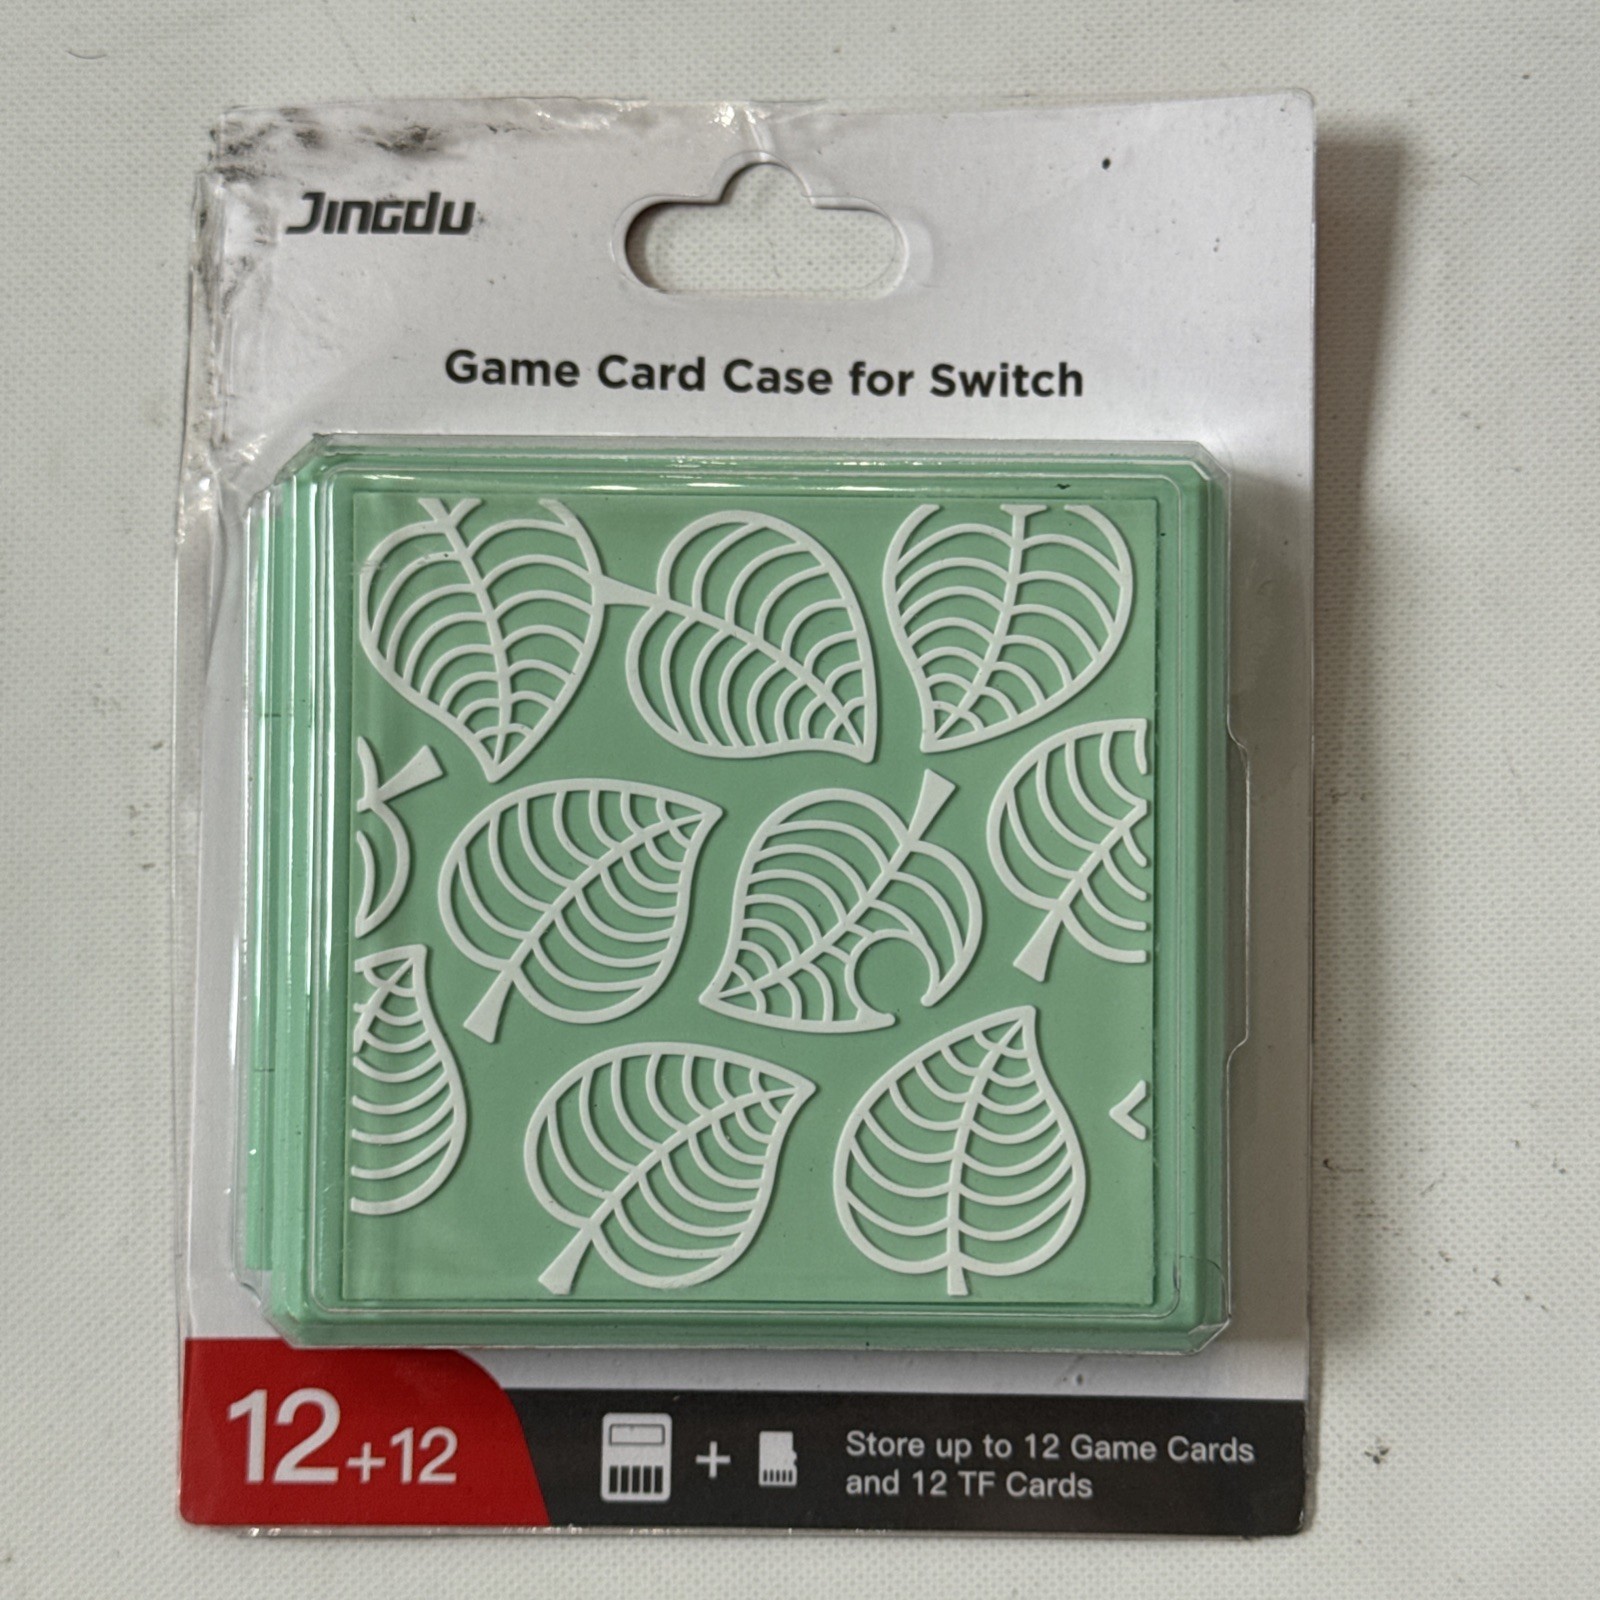 Jingdu
Game Card Case for Switch
12+12
+
Store up to 12 Game Cards
and 12 TF Cards